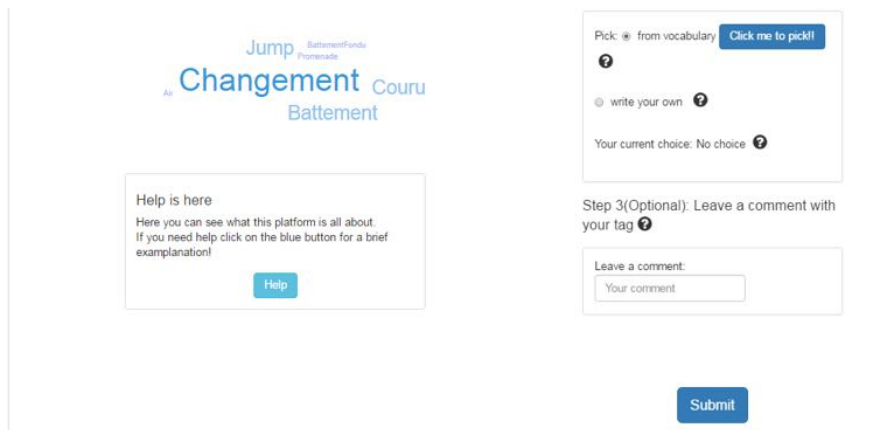 Jump BattementFondu
Promenade
Air Changement Couru
Battement
Help is here
Here you can see what this platform is all about.
If you need help click on the blue button for a brief
examplanation!
Help
Pick: from vocabulary Click me to pick!!
write your own
Your current choice: No choice
Step 3(Optional): Leave a comment with
your tag
Leave a comment:
Your comment
Submit